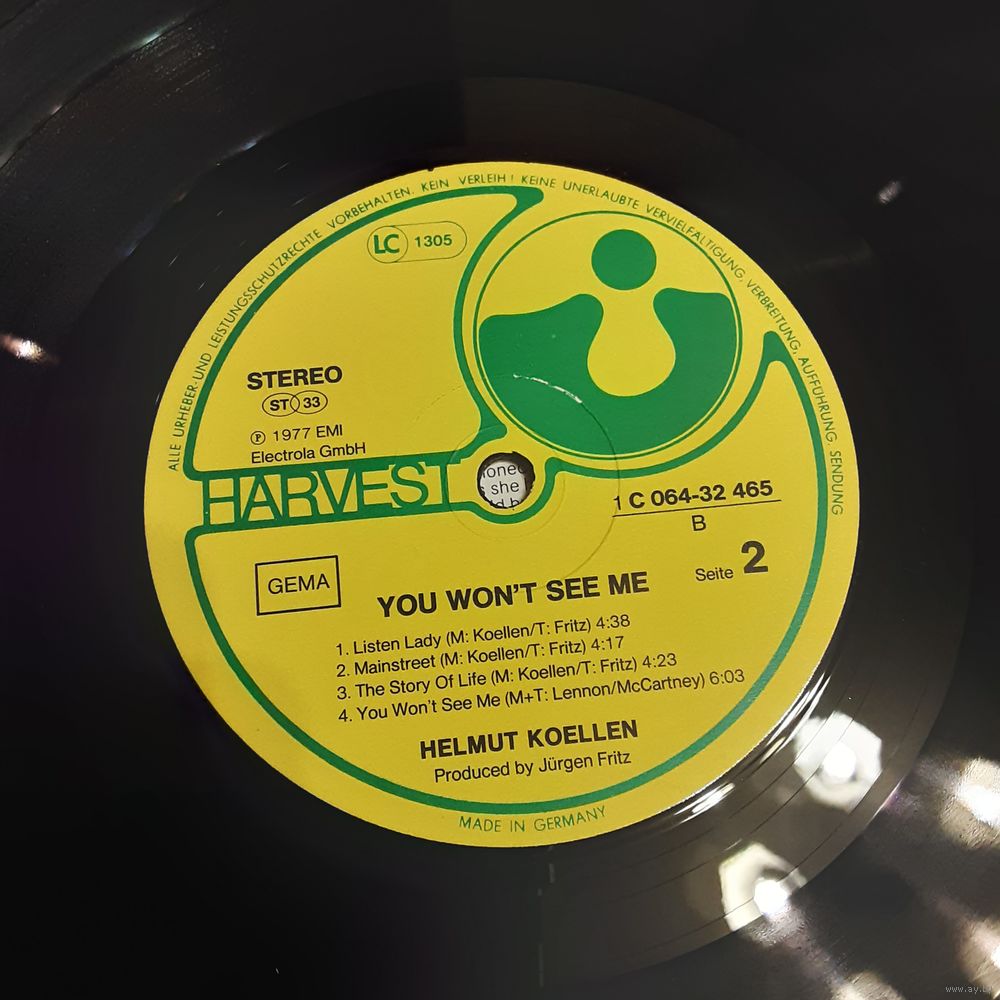 ALLE URHEBER- UND LEISTUNGSSCHUTZRECHTE VORBEHALTEN. KEIN VERLEIH! KEINE UNERLAUBTE VERVIELFÄLTIGUNG, VERBREITUNG, AUFFÜHRUNG, SENDUNG
LC 1305
STEREO
ST 33
Ⓟ 1977 EMI
Electrola GmbH
HARVEST
she
1 C 064-32 465
B
Seite 2
GEMA
YOU WON'T SEE ME
1. Listen Lady (M: Koellen/T: Fritz) 4:38
2. Mainstreet (M: Koellen/T: Fritz) 4:17
3. The Story Of Life (M: Koellen/T: Fritz) 4:23
4. You Won't See Me (M+T: Lennon/McCartney) 6:03
HELMUT KOELLEN
Produced by Jürgen Fritz
MADE IN GERMANY